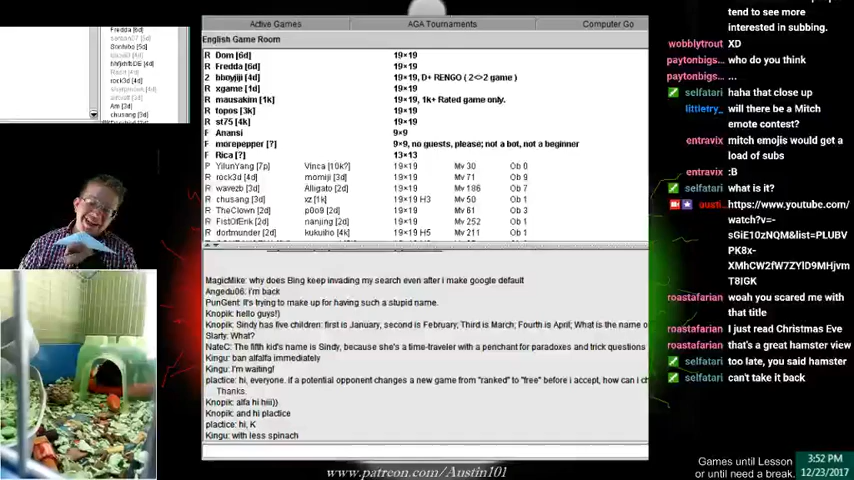 Fredda [6d]
rock3d [4d]
Am [3d]
chusang [3d]
Active Games
AGA Tournaments
Computer Go
English Game Room
R Dom [6d] 19×19
R Fredda [6d] 19×19
2 hboyjiji [4d] 19×19, D+ RENGO ( 2<>2 game )
R xgame [1d] 19×19
R mausakin [1k] 19×19, 1k+ Rated game only.
R topos [3k] 19×19
R st75 [4k] 19×19
F Anansi 9×9
F morepepper [?] 9×9, no guests, please; not a bot, not a beginner
F Rica [?] 13×13
P YilunYang [7p] Vinca [10k?] 19×19 Mv 30 Ob 0
R rock3d [4d] momiji [3d] 19×19 Mv 71 Ob 9
R wavezb [3d] Alligato [2d] 19×19 Mv 186 Ob 7
R chusang [3d] xz [1k] 19×19 H3 Mv 50 Ob 1
R TheClown [2d] p0o9 [2d] 19×19 Mv 61 Ob 3
R FistOfErik [2d] nanjing [2d] 19×19 Mv 252 Ob 1
R dortmunder [2d] kukuiho [4k] 19×19 H5 Mv 211 Ob 1
MagicMike: why does Bing keep invading my search even after i make google default
Angedu06: i'm back
PunGent: It's trying to make up for having such a stupid name.
Knopik: hello guys!)
Knopik: Sindy has five children: first is January, second is February; Third is March; Fourth is April; What is the name o
Slarty: What?
NateC: The fifth kid's name is Sindy, because she's a time-traveler with a penchant for paradoxes and trick questions
Kingu: ban alfalfa immediately
Kingu: I'm waiting!
plactice: hi, everyone. if a potential opponent changes a new game from "ranked" to "free" before i accept, how can i ch
Thanks.
Knopik: alfa hi hiii))
Knopik: and hi practice
plactice: hi, K
Kingu: with less spinach
www.patreon.com/Austin101
tend to see more
interested in subbing.
wobblytrout XD
paytonbigs... who do you think
paytonbigs... ...
selfatari haha that close up
littletry_ will there be a Mitch
emote contest?
entravix mitch emojis would get a
load of subs
entravix :B
selfatari what is it?
austi... https://www.youtube.com/
watch?v=-
sGiE10zNQM&list=PLUBV
PK8x-
XMhCW2fW7ZYlD9MHjvm
T8IGK
roastafarian woah you scared me with
that title
roastafarian I just read Christmas Eve
roastafarian that's a great hamster view
selfatari too late, you said hamster
selfatari can't take it back
Games until Lesson
or until need a break.
3:52 PM
12/23/2017